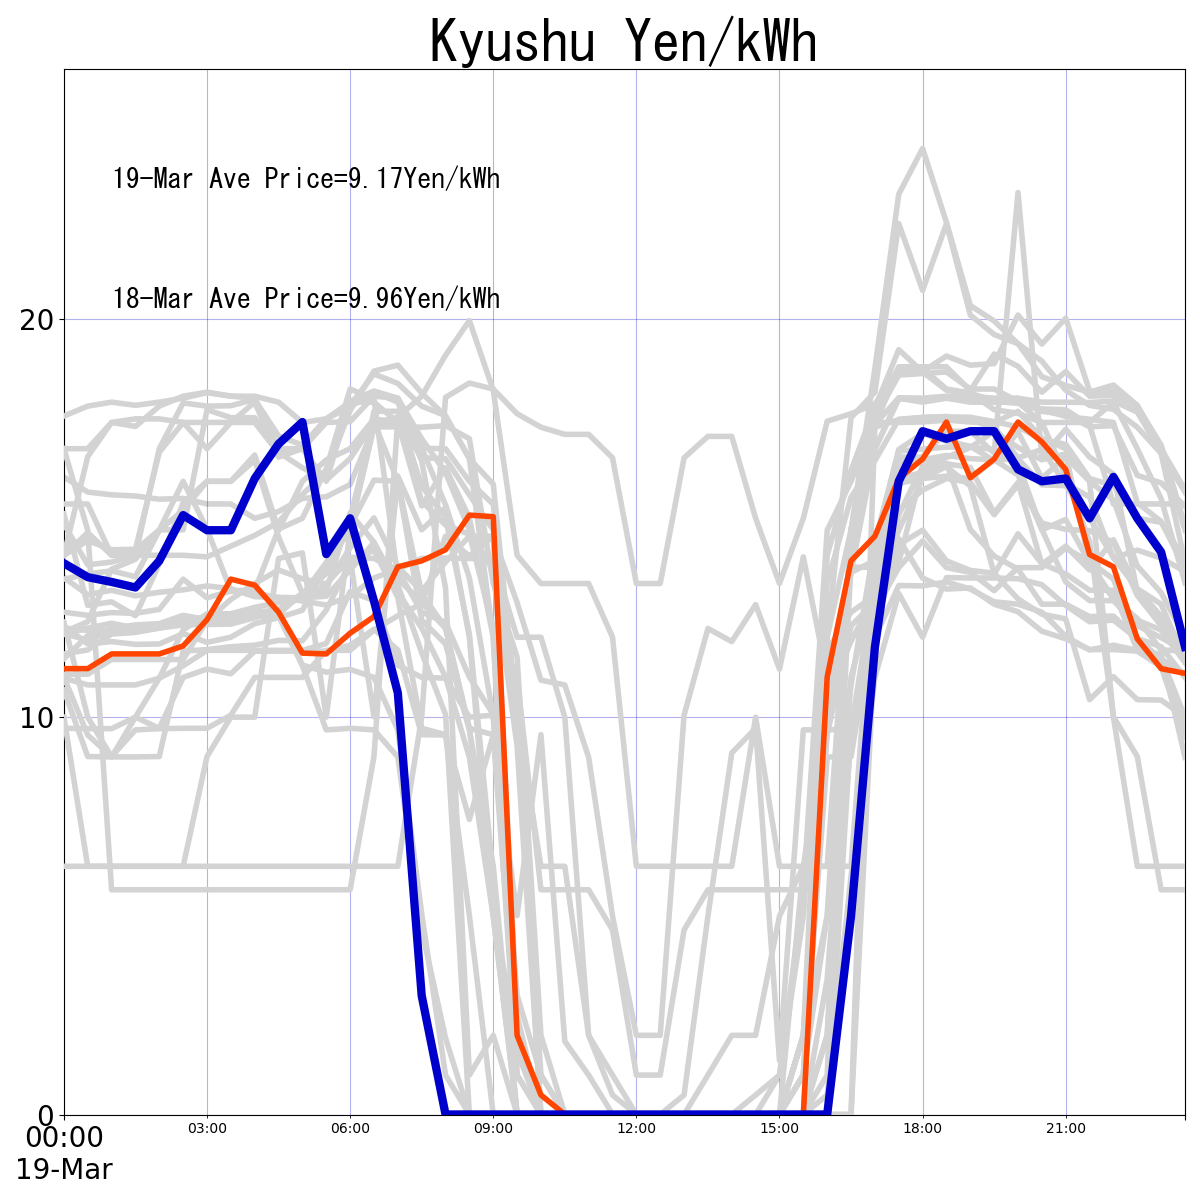 Kyushu Yen/kWh
19-Mar Ave Price=9.17Yen/kWh
18-Mar Ave Price=9.96Yen/kWh
20
10
0
00:00 03:00 06:00 09:00 12:00 15:00 18:00 21:00
19-Mar